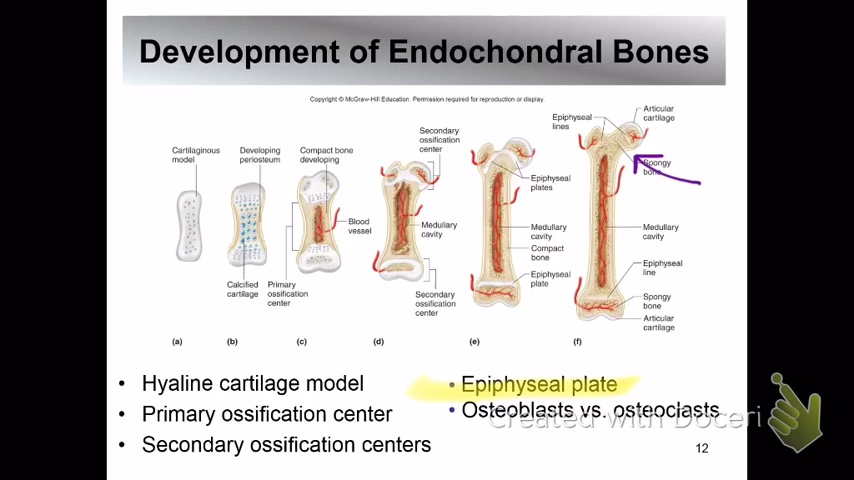 Development of Endochondral Bones
Copyright © McGraw-Hill Education. Permission required for reproduction or display.
Cartilaginous
model
Developing
periosteum
Compact bone
developing
Secondary
ossification
center
Epiphyseal
lines
Articular
cartilage
Spongy
bone
Epiphyseal
plates
Blood
vessel
Medullary
cavity
Medullary
cavity
Compact
bone
Medullary
cavity
Epiphyseal
plate
Epiphyseal
line
Calcified
cartilage
Primary
ossification
center
Secondary
ossification
center
Spongy
bone
Articular
cartilage
(a)
(b)
(c)
(d)
(e)
(f)
• Hyaline cartilage model
• Primary ossification center
• Secondary ossification centers
• Epiphyseal plate
• Osteoblasts vs. osteoclasts
Created with Doceri
12